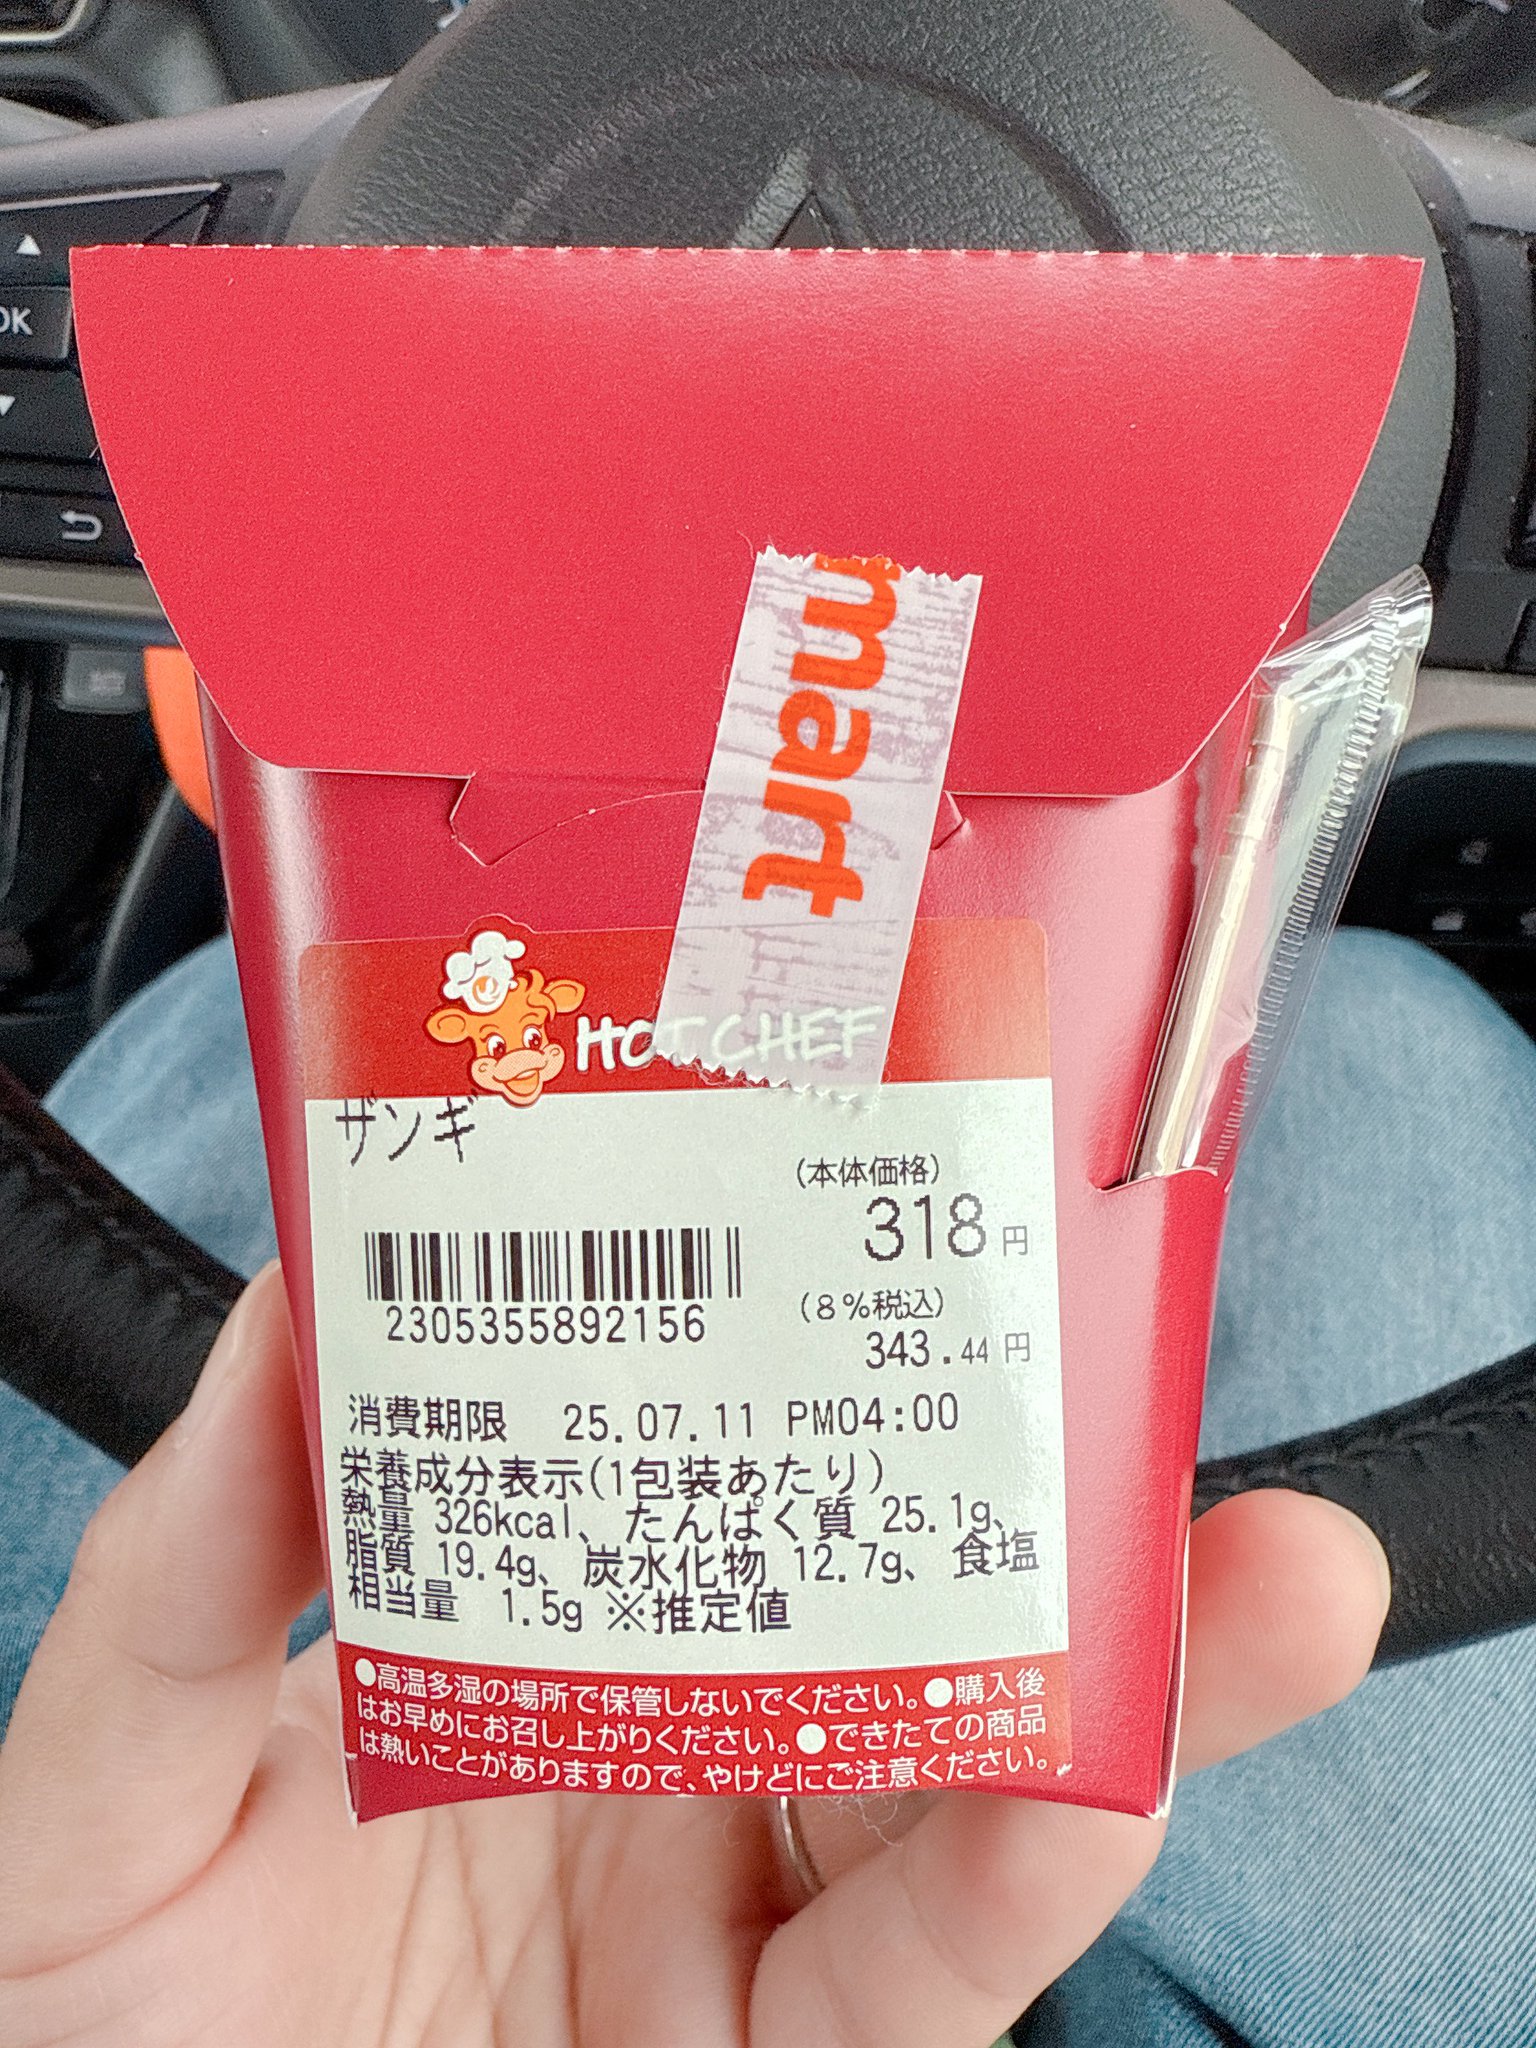 OK
mart
HOT CHEF
ザンギ
(本体価格)
318円
2305355892156
(8%税込)
343.44円
消費期限 25.07.11 PM04:00
栄養成分表示(1包装あたり)
熱量 326kcal、たんぱく質 25.1g、
脂質 19.4g、炭水化物 12.7g、食塩
相当量 1.5g ※推定値
●高温多湿の場所で保管しないでください。●購入後
はお早めにお召し上がりください。●できたての商品
は熱いことがありますので、やけどにご注意ください。